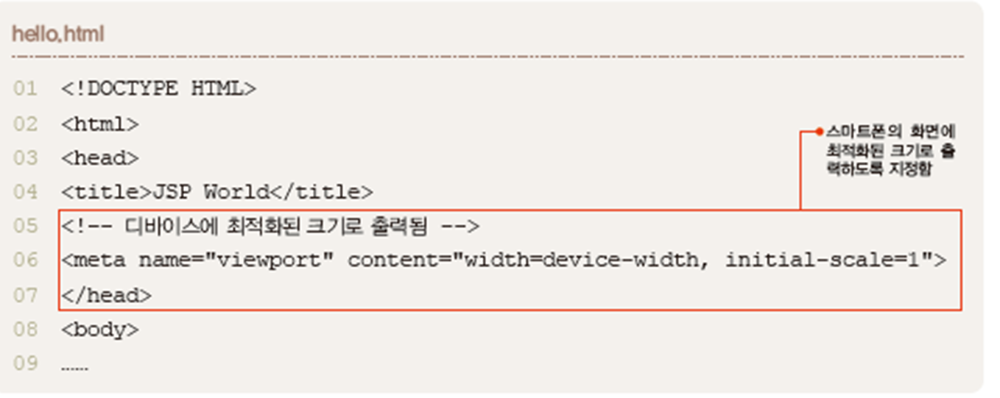 hello.html
01 <!DOCTYPE HTML>
02 <html>
03 <head>
04 <title>JSP World</title>
05 <!-- 디바이스에 최적화된 크기로 출력됨 -->
06 <meta name="viewport" content="width=device-width, initial-scale=1">
07 </head>
08 <body>
09 ……
스마트폰의 화면에
최적화된 크기로 출
력하도록 지정함